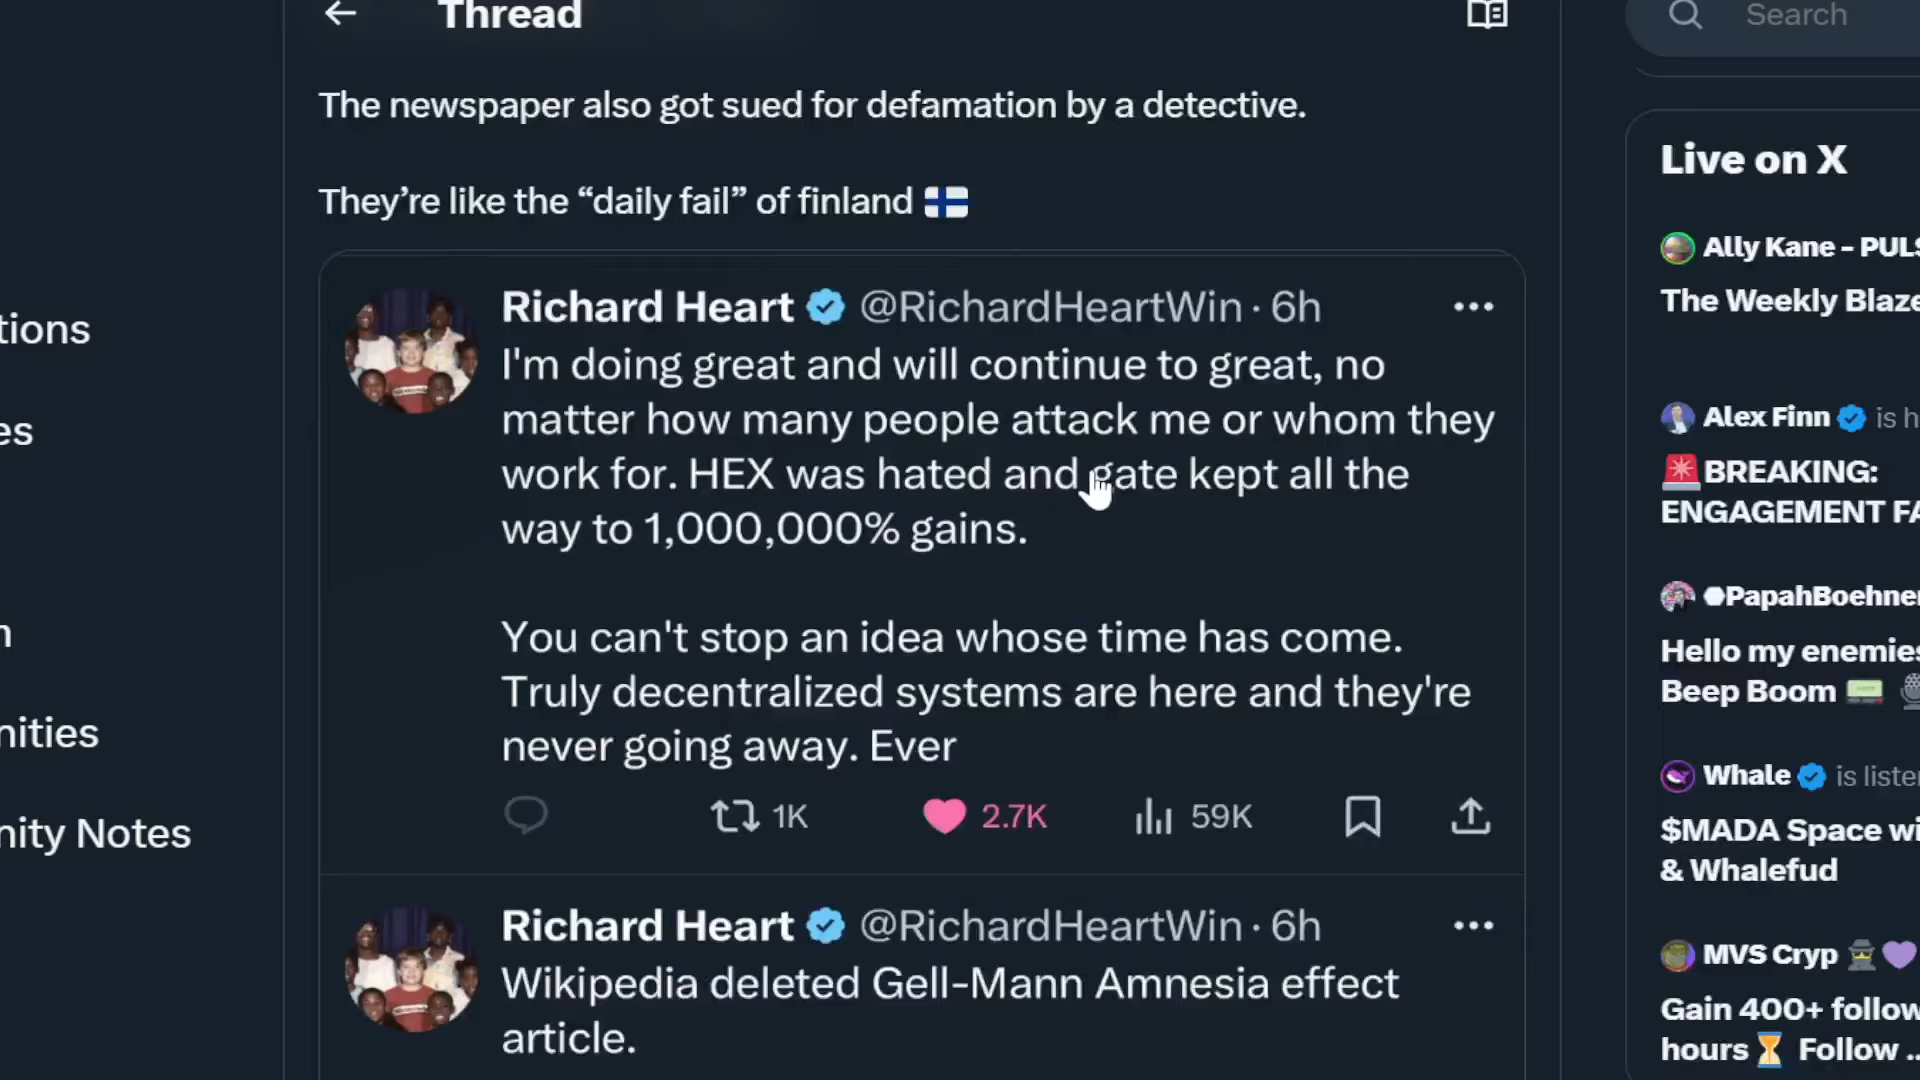 Thread
Search
The newspaper also got sued for defamation by a detective.
They’re like the “daily fail” of finland
Richard Heart @RichardHeartWin · 6h
I'm doing great and will continue to great, no
matter how many people attack me or whom they
work for. HEX was hated and gate kept all the
way to 1,000,000% gains.
You can't stop an idea whose time has come.
Truly decentralized systems are here and they're
never going away. Ever
1K 2.7K 59K
Richard Heart @RichardHeartWin · 6h
Wikipedia deleted Gell-Mann Amnesia effect
article.
tions
es
n
nities
nity Notes
Live on X
Ally Kane - PULS
The Weekly Blaze
Alex Finn is h
BREAKING:
ENGAGEMENT FA
PapahBoehner
Hello my enemies
Beep Boom
Whale is lister
$MADA Space wi
& Whalefud
MVS Cryp
Gain 400+ follow
hours Follow ..